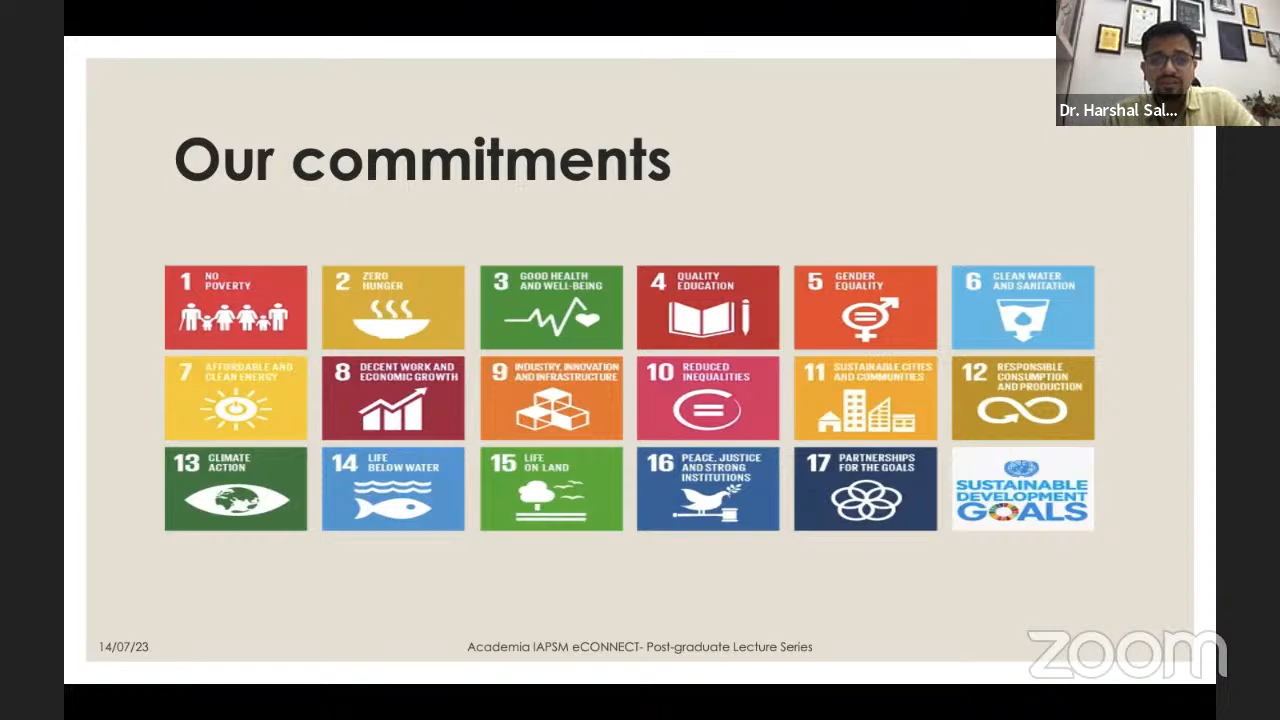 Dr. Harshal Sal...
Our commitments
1 NO
POVERTY
2 ZERO
HUNGER
3 GOOD HEALTH
AND WELL-BEING
4 QUALITY
EDUCATION
5 GENDER
EQUALITY
6 CLEAN WATER
AND SANITATION
7 AFFORDABLE AND
CLEAN ENERGY
8 DECENT WORK AND
ECONOMIC GROWTH
9 INDUSTRY, INNOVATION
AND INFRASTRUCTURE
10 REDUCED
INEQUALITIES
11 SUSTAINABLE CITIES
AND COMMUNITIES
12 RESPONSIBLE
CONSUMPTION
AND PRODUCTION
13 CLIMATE
ACTION
14 LIFE
BELOW WATER
15 LIFE
ON LAND
16 PEACE, JUSTICE
AND STRONG
INSTITUTIONS
17 PARTNERSHIPS
FOR THE GOALS
SUSTAINABLE
DEVELOPMENT
GOALS
14/07/23
Academia IAPSM eCONNECT- Post-graduate Lecture Series
zoom